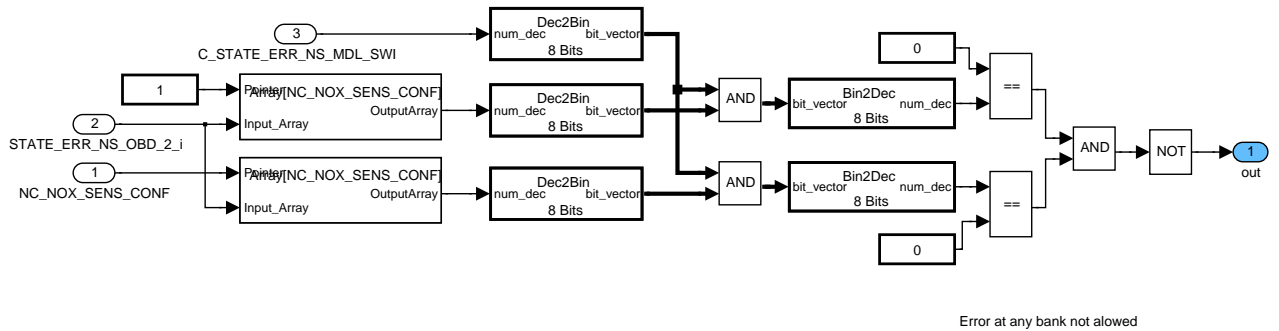 3
C_STATE_ERR_NS_MDL_SWI
Dec2Bin
num_dec
bit_vector
8 Bits
1
Pointer
Array[NC_NOX_SENS_CONF]
OutputArray
Input_Array
2
STATE_ERR_NS_OBD_2_i
Dec2Bin
num_dec
bit_vector
8 Bits
AND
Bin2Dec
bit_vector
num_dec
8 Bits
0
==
1
NC_NOX_SENS_CONF
Pointer
Array[NC_NOX_SENS_CONF]
OutputArray
Input_Array
Dec2Bin
num_dec
bit_vector
8 Bits
AND
Bin2Dec
bit_vector
num_dec
8 Bits
==
0
AND
NOT
1
out
Error at any bank not alowed